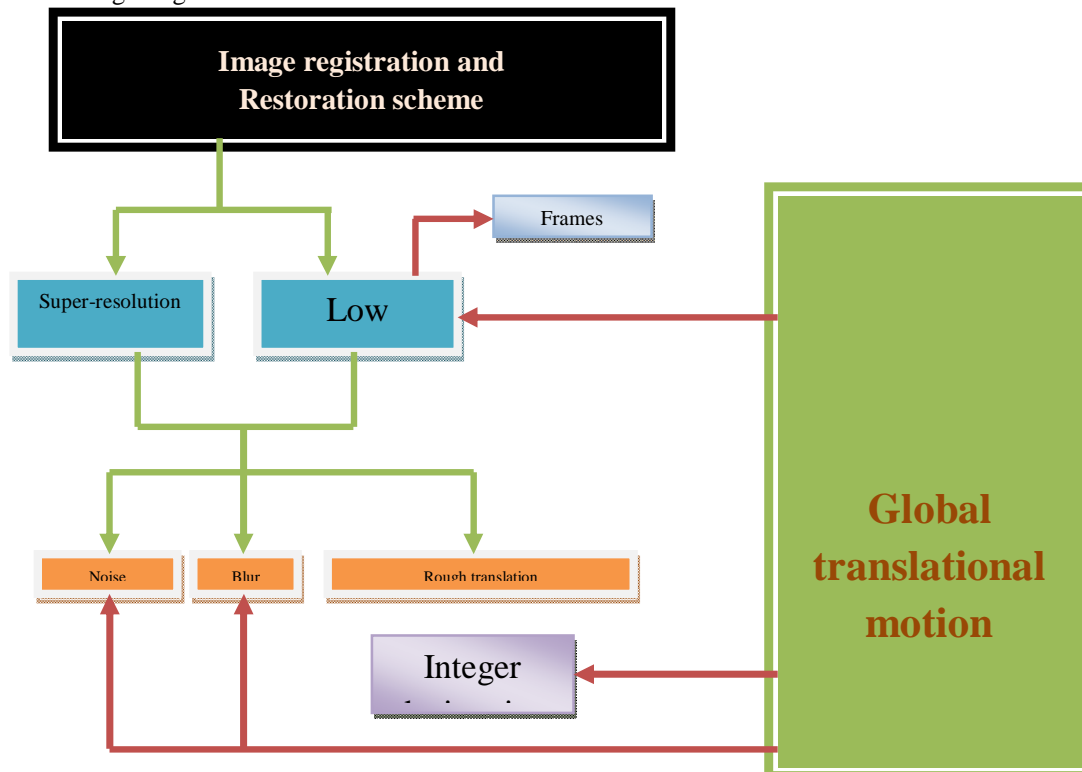 Image registration and
Restoration scheme
Frames
Super-resolution
Low
Global
translational
motion
Noise
Blur
Rough translation
Integer